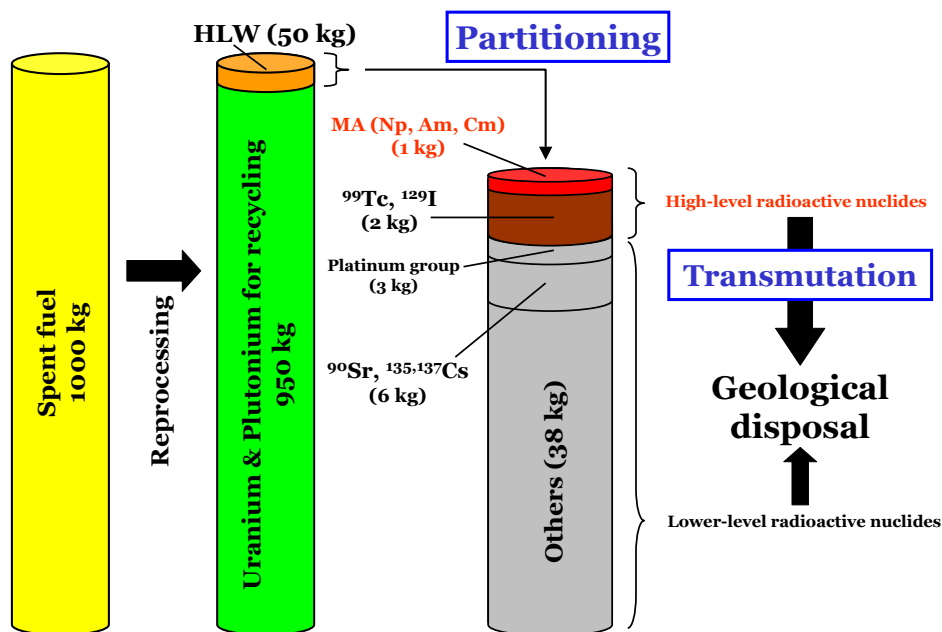 HLW (50 kg)
Partitioning
Spent fuel
1000 kg
Reprocessing
Uranium & Plutonium for recycling
950 kg
MA (Np, Am, Cm)
(1 kg)
⁹⁹Tc, ¹²⁹I
(2 kg)
Platinum group
(3 kg)
⁹⁰Sr, ¹³⁵,¹³⁷Cs
(6 kg)
Others (38 kg)
High-level radioactive nuclides
Transmutation
Geological
disposal
Lower-level radioactive nuclides